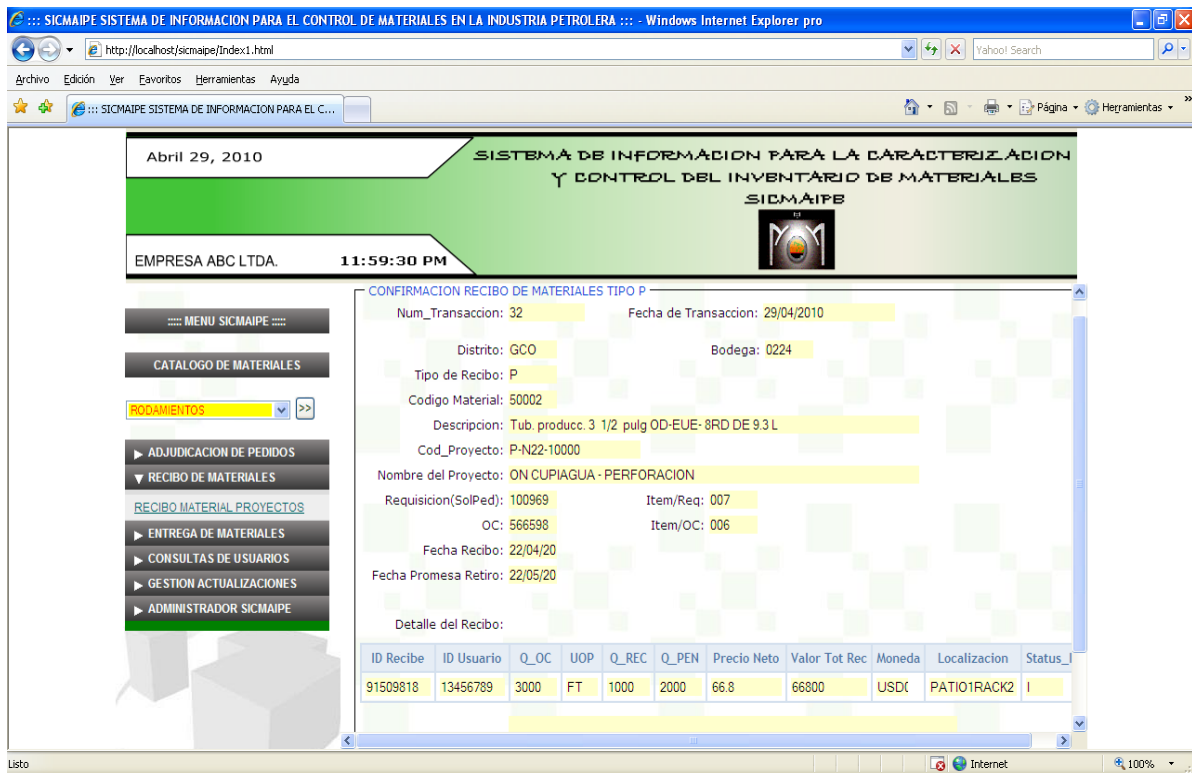 ::: SICMAIPE SISTEMA DE INFORMACION PARA EL CONTROL DE MATERIALES EN LA INDUSTRIA PETROLERA ::: - Windows Internet Explorer pro
http://localhost/sicmaipe/Index1.html
Yahoo! Search
Archivo Edición Ver Favoritos Herramientas Ayuda
::: SICMAIPE SISTEMA DE INFORMACION PARA EL C...
Página Herramientas
Abril 29, 2010
SISTEMA DE INFORMACION PARA LA CARACTERIZACION
Y CONTROL DEL INVENTARIO DE MATERIALES
SICMAIPE
EMPRESA ABC LTDA. 11:59:30 PM
::::: MENU SICMAIPE :::::
CATALOGO DE MATERIALES
RODAMIENTOS >>
ADJUDICACION DE PEDIDOS
RECIBO DE MATERIALES
RECIBO MATERIAL PROYECTOS
ENTREGA DE MATERIALES
CONSULTAS DE USUARIOS
GESTION ACTUALIZACIONES
ADMINISTRADOR SICMAIPE
CONFIRMACION RECIBO DE MATERIALES TIPO P
Num_Transaccion: 32 Fecha de Transaccion: 29/04/2010
Distrito: GCO Bodega: 0224
Tipo de Recibo: P
Codigo Material: 50002
Descripcion: Tub. producc. 3 1/2 pulg OD-EUE- 8RD DE 9.3 L
Cod_Proyecto: P-N22-10000
Nombre del Proyecto: ON CUPIAGUA - PERFORACION
Requisicion(SolPed): 100969 Item/Req: 007
OC: 566598 Item/OC: 006
Fecha Recibo: 22/04/20
Fecha Promesa Retiro: 22/05/20
Detalle del Recibo:
ID Recibe ID Usuario Q_OC UOP Q_REC Q_PEN Precio Neto Valor Tot Rec Moneda Localizacion Status_I
91509818 13456789 3000 FT 1000 2000 66.8 66800 USD PATIO1RACK2 I
Listo Internet 100%